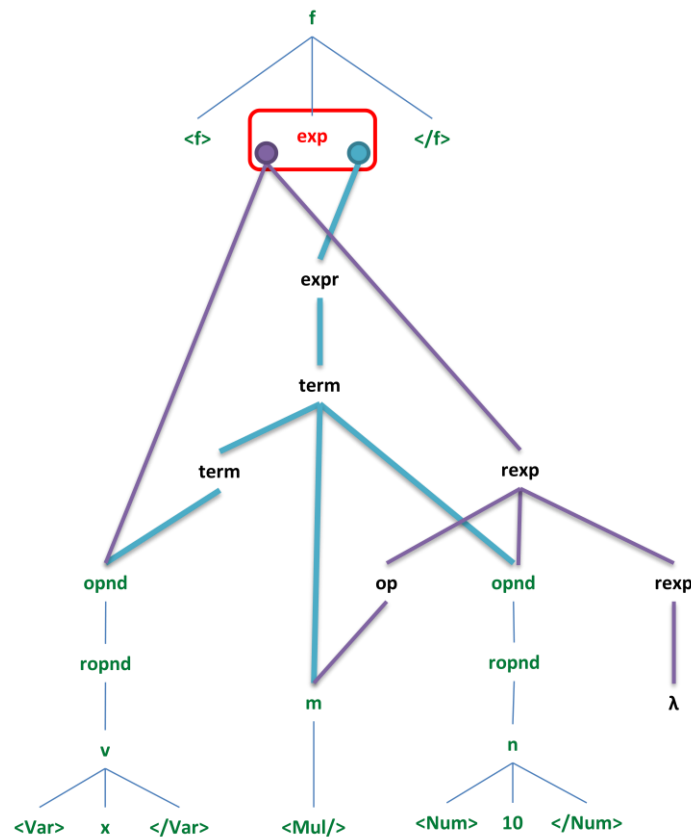 f
<f> exp </f>
expr
term
term rexp
opnd op opnd rexp
ropnd ropnd
m λ
v n
<Var> x </Var> <Mul/> <Num> 10 </Num>